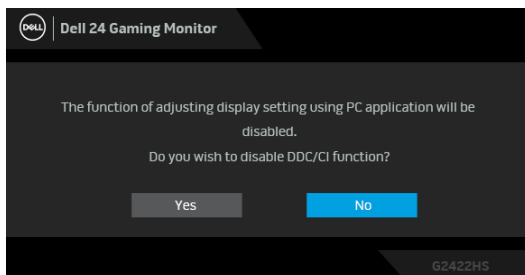 DELL
Dell 24 Gaming Monitor
The function of adjusting display setting using PC application will be
disabled.
Do you wish to disable DDC/CI function?
Yes
No
G2422HS